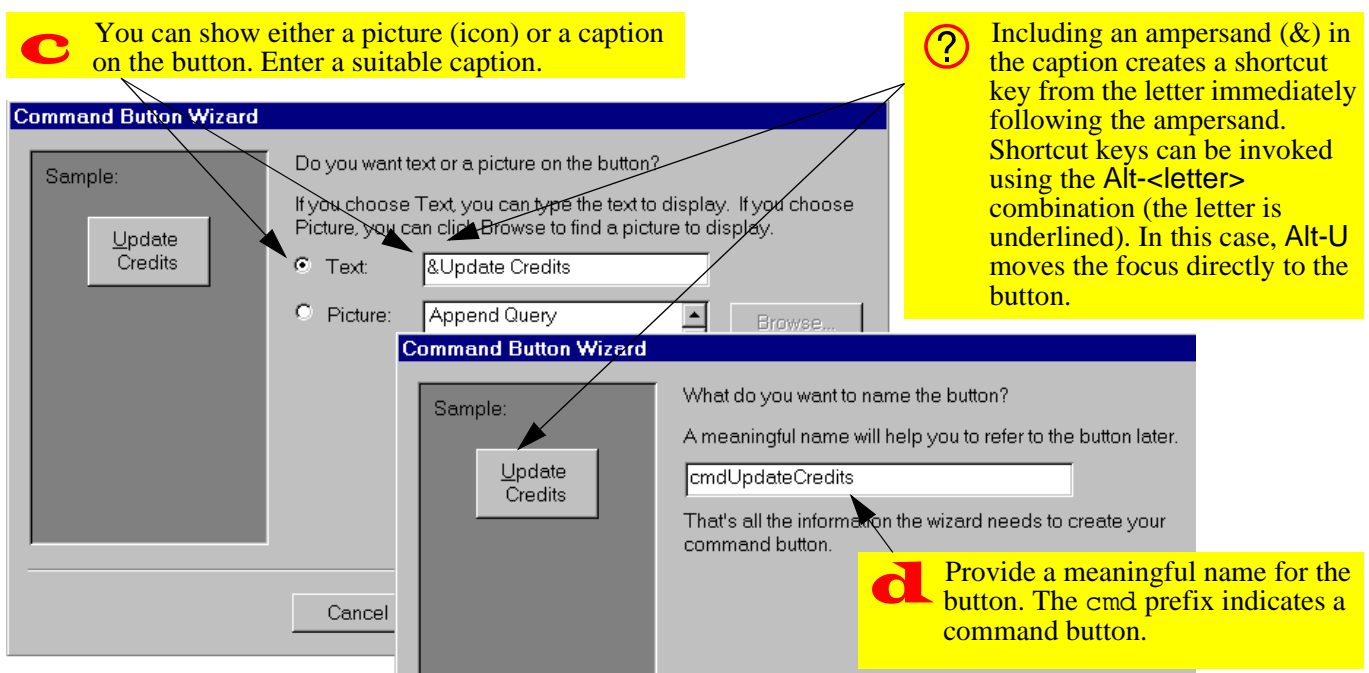 c You can show either a picture (icon) or a caption
on the button. Enter a suitable caption.
? Including an ampersand (&) in
the caption creates a shortcut
key from the letter immediately
following the ampersand.
Shortcut keys can be invoked
using the Alt-<letter>
combination (the letter is
underlined). In this case, Alt-U
moves the focus directly to the
button.
Command Button Wizard
Sample:
Update
Credits
Do you want text or a picture on the button?
If you choose Text, you can type the text to display. If you choose
Picture, you can click Browse to find a picture to display.
Text:
&Update Credits
Picture:
Append Query
Browse...
Cancel
Command Button Wizard
Sample:
Update
Credits
What do you want to name the button?
A meaningful name will help you to refer to the button later.
cmdUpdateCredits
That's all the information the wizard needs to create your
command button.
d Provide a meaningful name for the
button. The cmd prefix indicates a
command button.